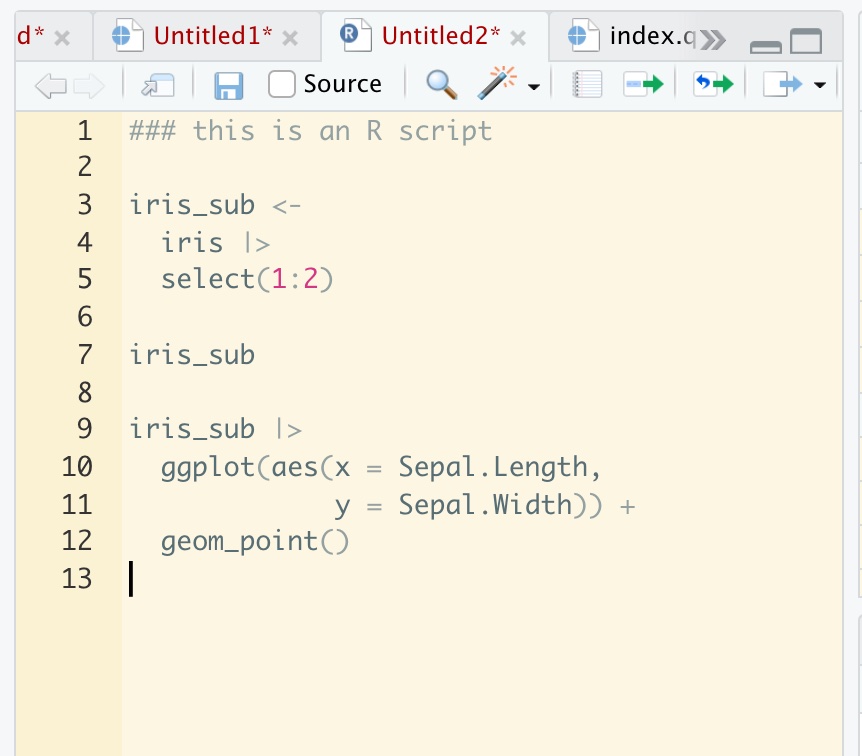 d* Untitled1* Untitled2* index.q
Source
1 ### this is an R script
2
3 iris_sub <-
4   iris |>
5   select(1:2)
6
7 iris_sub
8
9 iris_sub |>
10   ggplot(aes(x = Sepal.Length,
11              y = Sepal.Width)) +
12   geom_point()
13